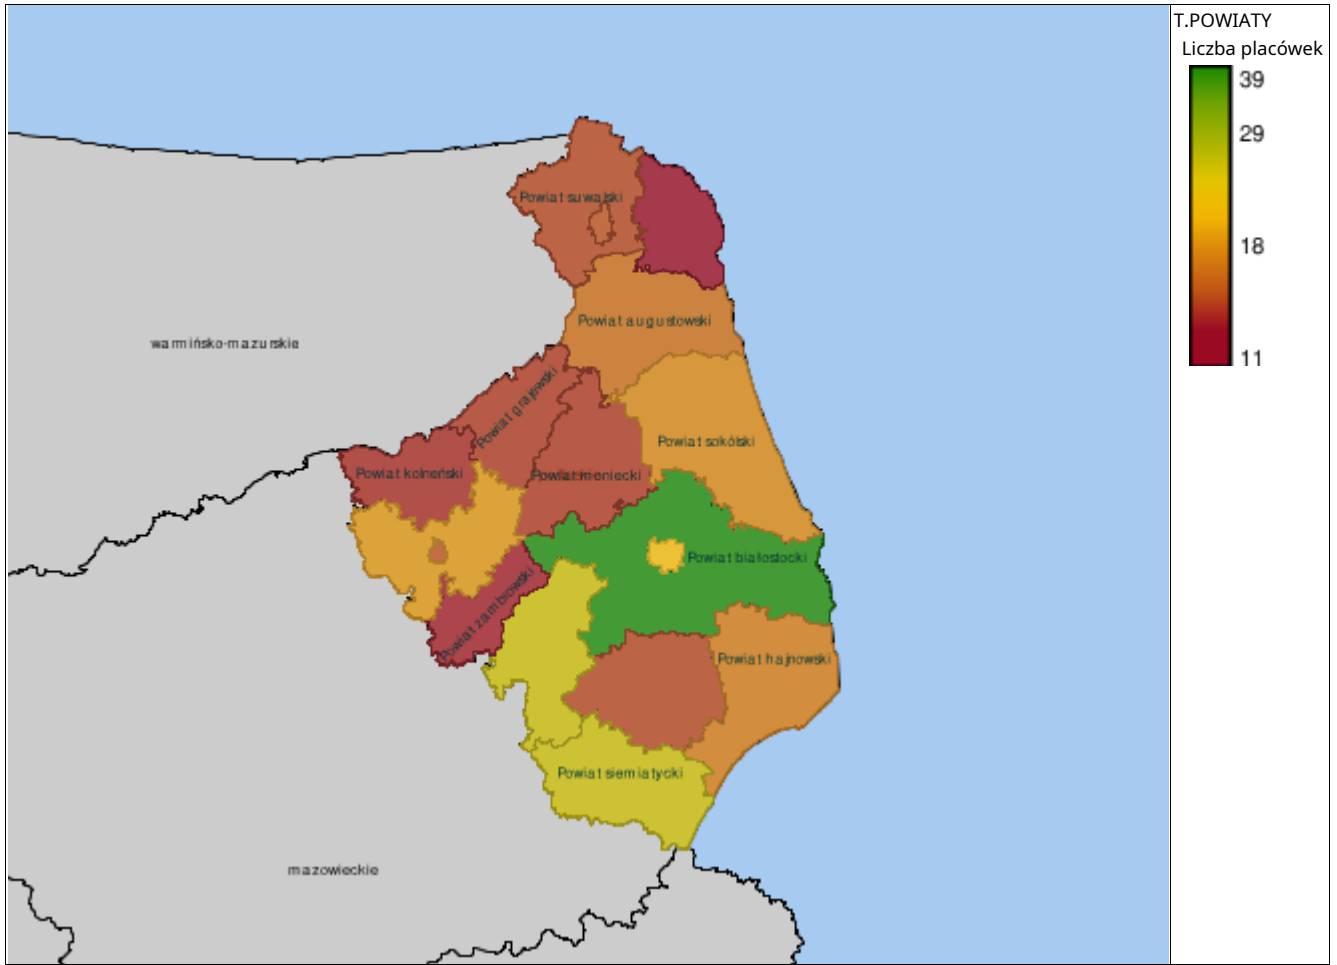 T.POWIATY
Liczba placówek
39
29
18
11
Powiat suwalski
Powiat augustowski
warmińsko-mazurskie
Powiat grajewski
Powiat sokólski
Powiat kolneński
Powiat moniecki
Powiat białostocki
Powiat zambrowski
Powiat hajnowski
Powiat siemiatycki
mazowieckie